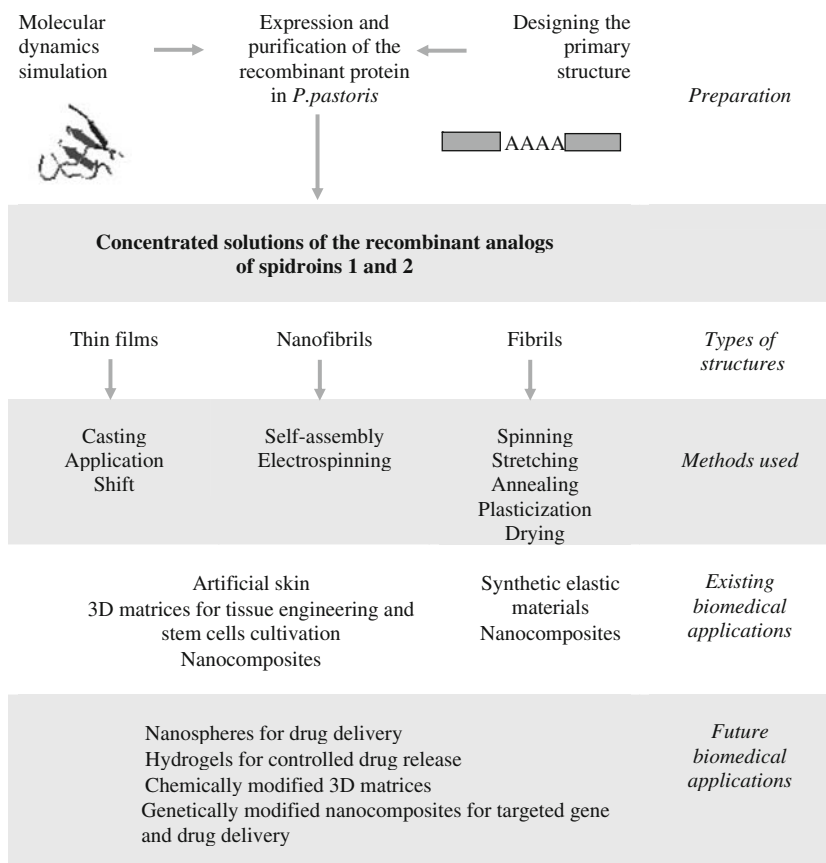 Molecular
dynamics
simulation
Expression and
purification of the
recombinant protein
in P.pastoris
Designing the
primary
structure
Preparation
AAAA
Concentrated solutions of the recombinant analogs
of spidroins 1 and 2
Thin films
Nanofibrils
Fibrils
Types of
structures
Casting
Application
Shift
Self-assembly
Electrospinning
Spinning
Stretching
Annealing
Plasticization
Drying
Methods used
Artificial skin
3D matrices for tissue engineering and
stem cells cultivation
Nanocomposites
Synthetic elastic
materials
Nanocomposites
Existing
biomedical
applications
Nanospheres for drug delivery
Hydrogels for controlled drug release
Chemically modified 3D matrices
Genetically modified nanocomposites for targeted gene
and drug delivery
Future
biomedical
applications